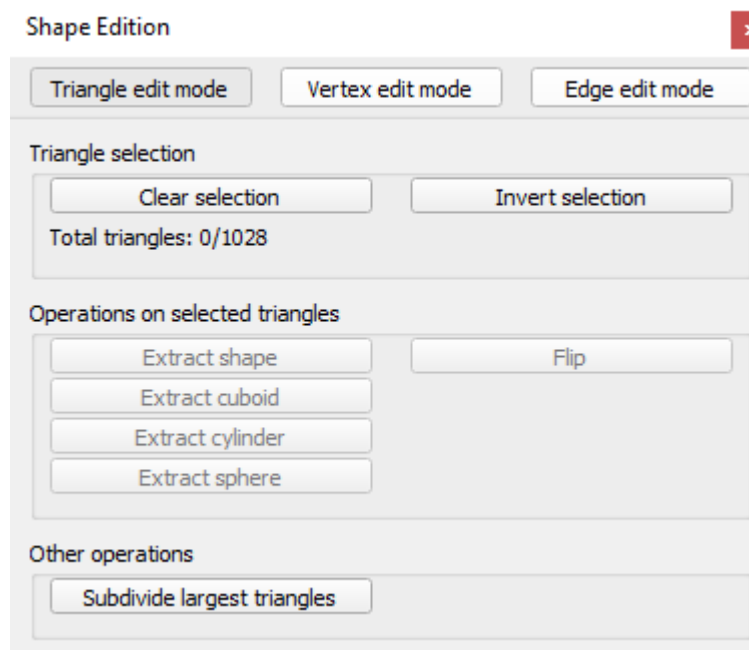 Shape Edition
Triangle edit mode Vertex edit mode Edge edit mode
Triangle selection
Clear selection Invert selection
Total triangles: 0/1028
Operations on selected triangles
Extract shape Flip
Extract cuboid
Extract cylinder
Extract sphere
Other operations
Subdivide largest triangles